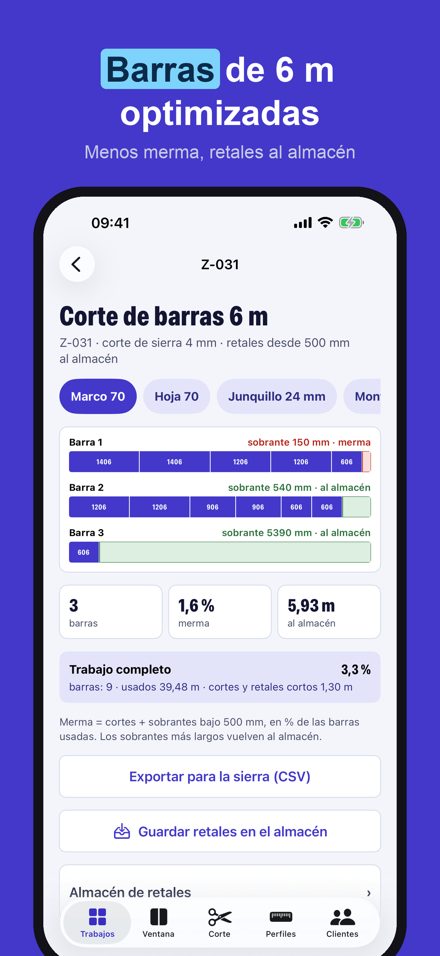 Barras de 6 m
optimizadas
Menos merma, retales al almacén
09:41
Z-031
Corte de barras 6 m
Z-031 · corte de sierra 4 mm · retales desde 500 mm
al almacén
Marco 70
Hoja 70
Junquillo 24 mm
Mon
Barra 1
sobrante 150 mm · merma
1406 1406 1206 1206 606
Barra 2
sobrante 540 mm · al almacén
1206 1206 906 906 606 606
Barra 3
sobrante 5390 mm · al almacén
606
3
barras
1,6 %
merma
5,93 m
al almacén
Trabajo completo
3,3 %
barras: 9 · usados 39,48 m · cortes y retales cortos 1,30 m
Merma = cortes + sobrantes bajo 500 mm, en % de las barras
usadas. Los sobrantes más largos vuelven al almacén.
Exportar para la sierra (CSV)
Guardar retales en el almacén
Almacén de retales
Trabajos
Ventana
Corte
Perfiles
Clientes